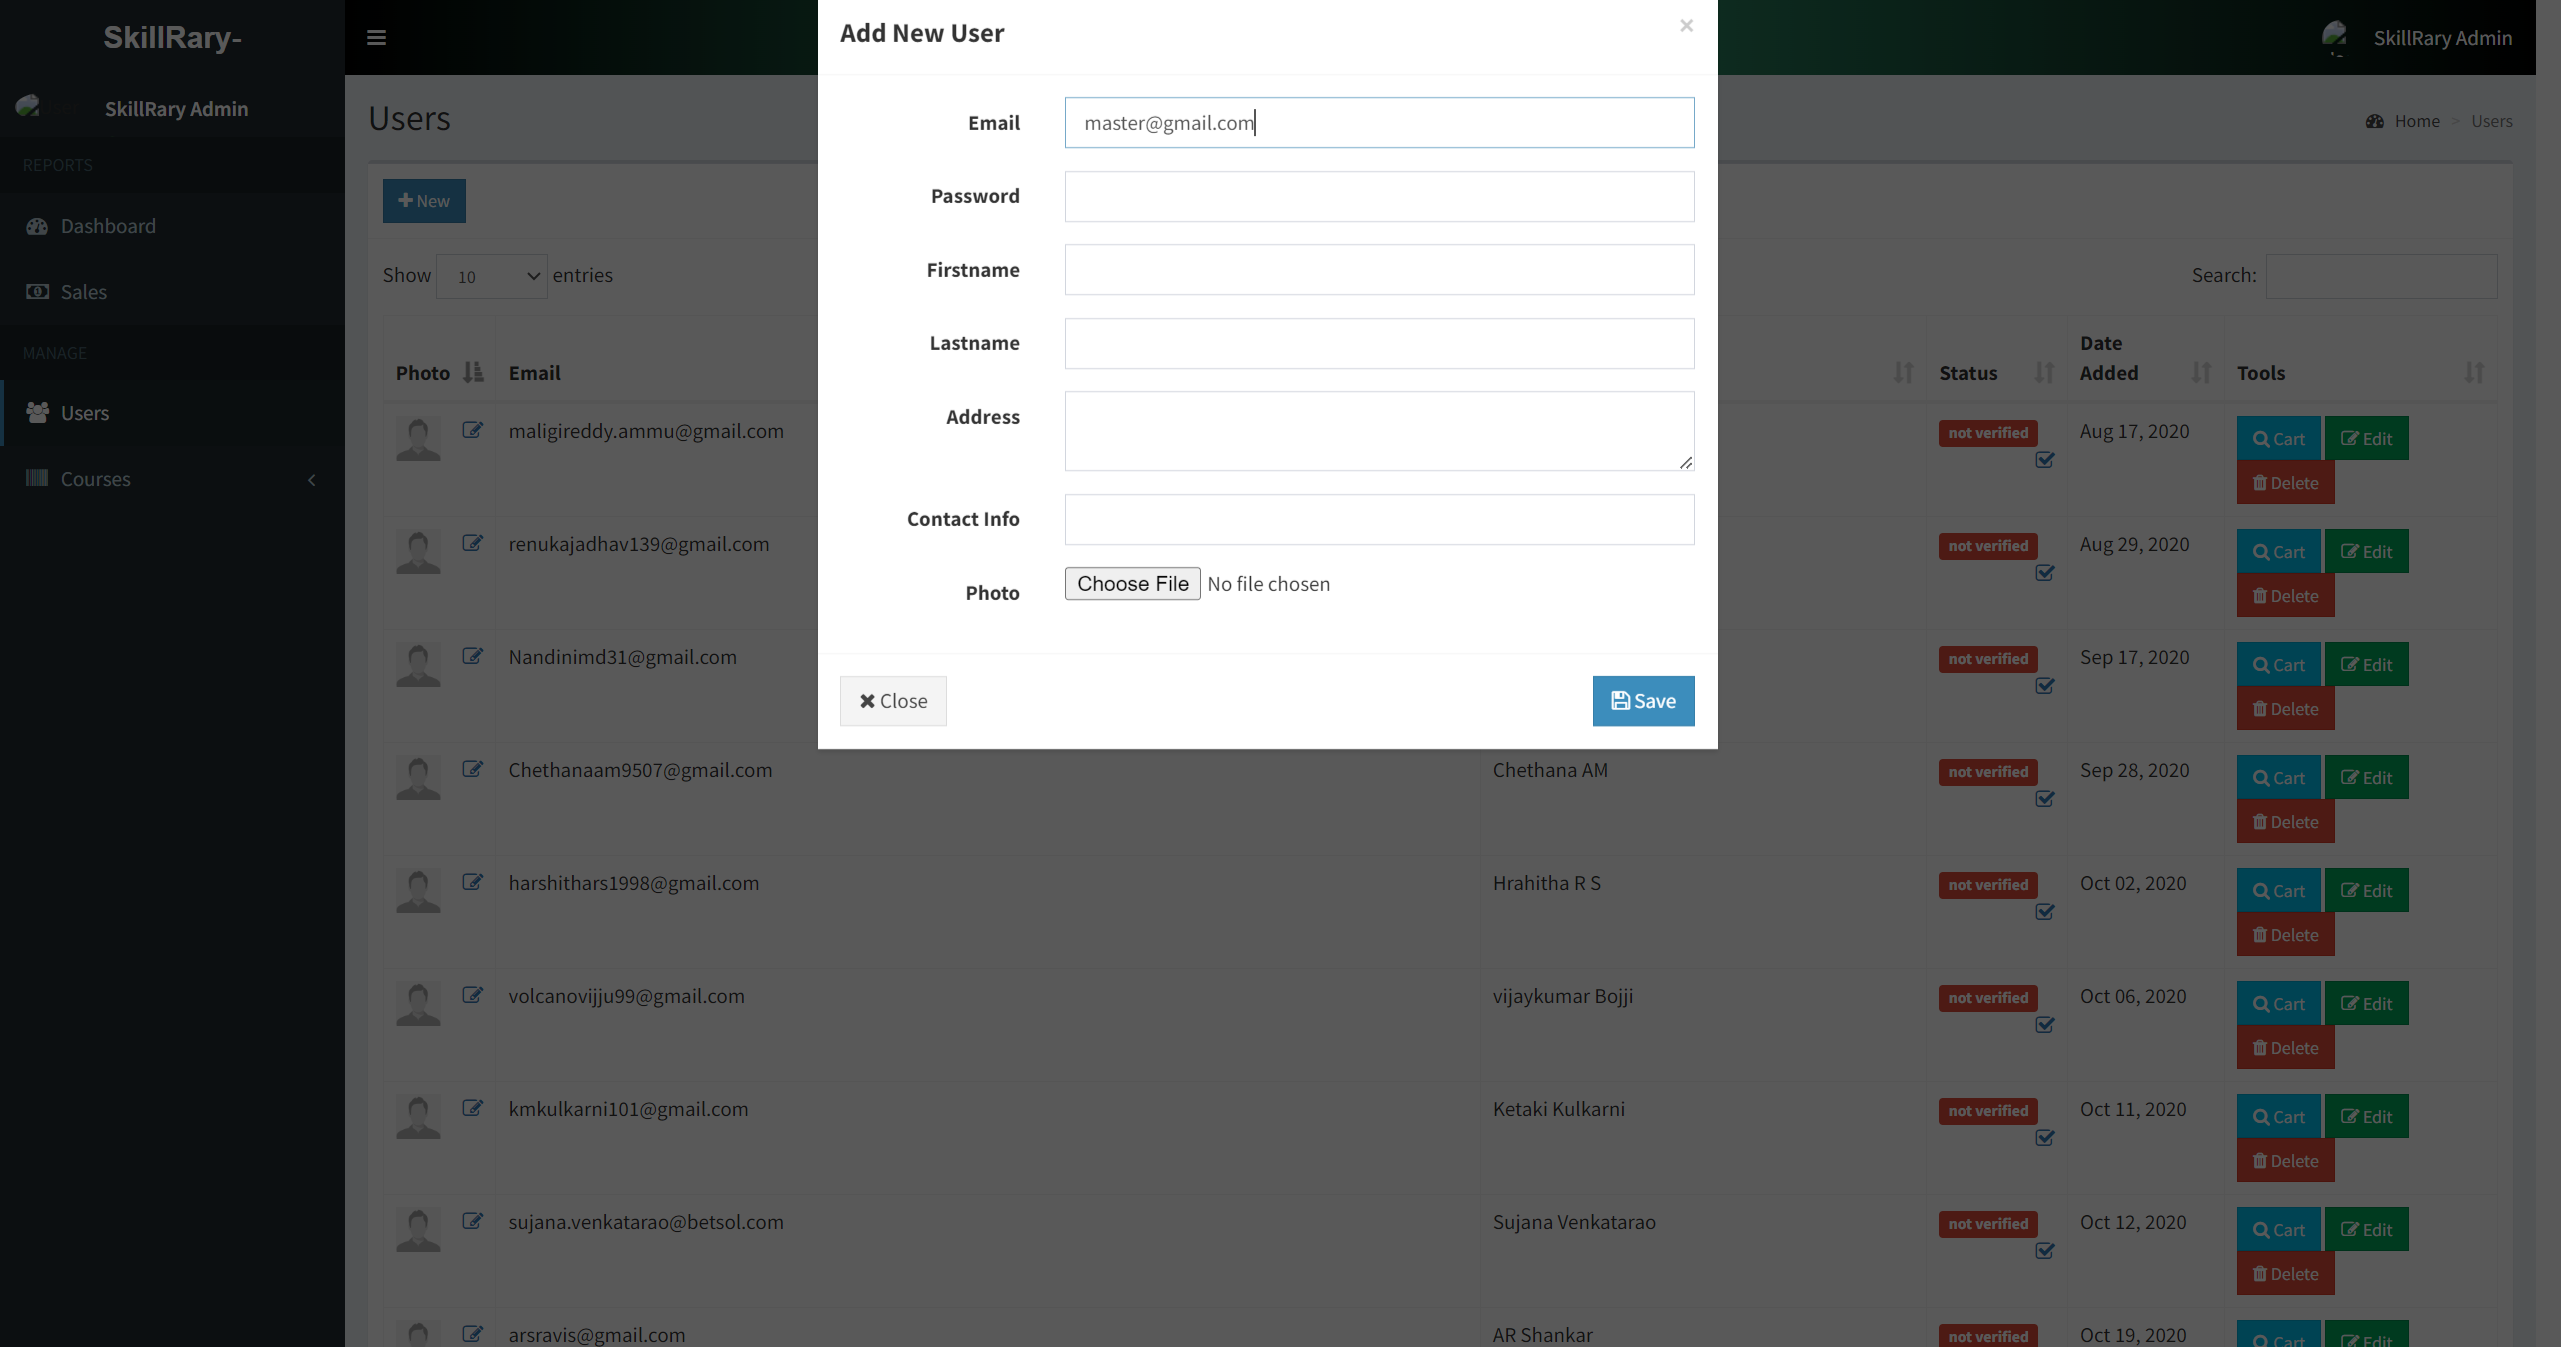 SkillRary-
SkillRary Admin
SkillRary Admin
REPORTS
Dashboard
Sales
MANAGE
Users
Courses
Users
Home > Users
New
Show 10 entries
Search:
Photo Email Status Date Added Tools
maligireddy.ammu@gmail.com not verified Aug 17, 2020 Cart Edit
Delete
renukajadhav139@gmail.com not verified Aug 29, 2020 Cart Edit
Delete
Nandinimd31@gmail.com not verified Sep 17, 2020 Cart Edit
Delete
Chethanaam9507@gmail.com Chethana AM not verified Sep 28, 2020 Cart Edit
Delete
harshithars1998@gmail.com Hrahitha R S not verified Oct 02, 2020 Cart Edit
Delete
volcanovijju99@gmail.com vijaykumar Bojji not verified Oct 06, 2020 Cart Edit
Delete
kmkulkarni101@gmail.com Ketaki Kulkarni not verified Oct 11, 2020 Cart Edit
Delete
sujana.venkatarao@betsol.com Sujana Venkatarao not verified Oct 12, 2020 Cart Edit
Delete
arsravis@gmail.com AR Shankar not verified Oct 19, 2020 Cart Edit
Add New User
×
Email master@gmail.com
Password
Firstname
Lastname
Address
Contact Info
Photo Choose File No file chosen
Close
Save